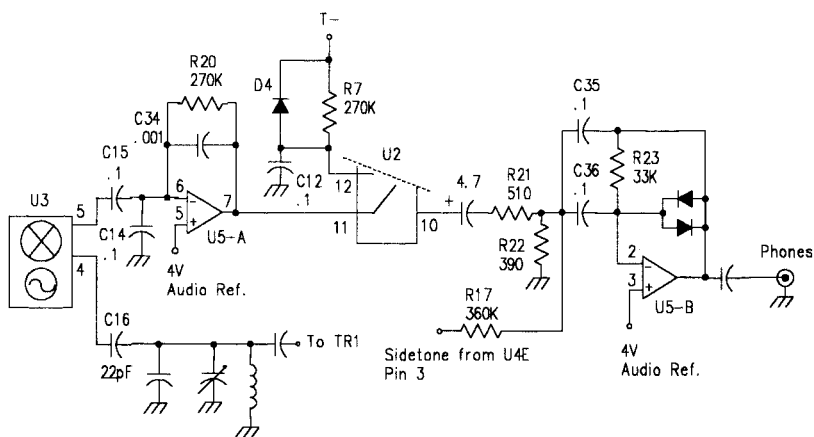 T-
R20
270K
D4
R7
270K
C35
.1
C34
.001
U2
C15
.1
R23
33K
C36
.1
R21
510
4.7
+
U3
5
6
-
7
5
+
C12
.1
12
11
10
R22
390
C14
.1
4
U5-A
4V
Audio Ref.
2
-
3
+
Phones
U5-B
R17
360K
C16
22pF
To TR1
Sidetone from U4E
Pin 3
4V
Audio Ref.